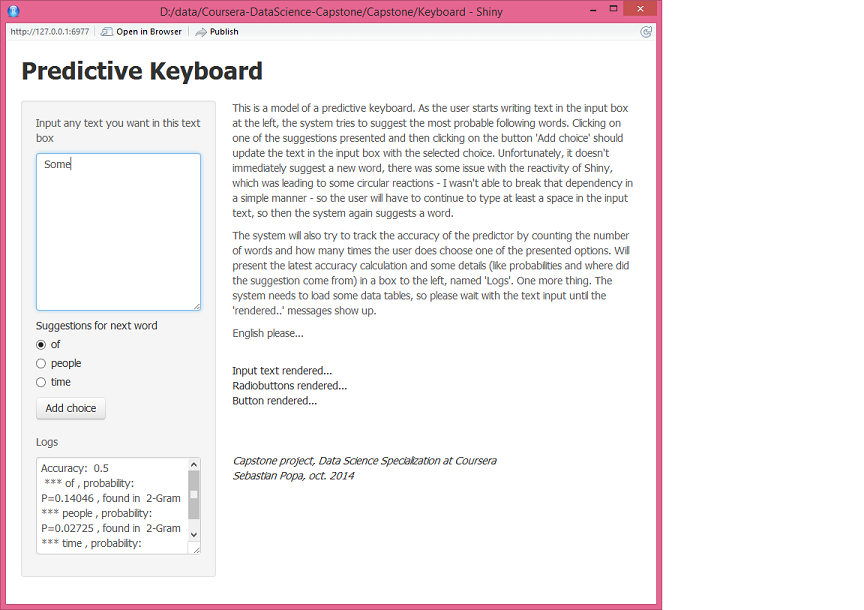 D:/data/Coursera-DataScience-Capstone/Capstone/Keyboard - Shiny
http://127.0.0.1:6977 Open in Browser Publish
Predictive Keyboard
Input any text you want in this text
box
Some
Suggestions for next word
of
people
time
Add choice
Logs
Accuracy: 0.5
*** of , probability:
P=0.14046 , found in 2-Gram
*** people , probability:
P=0.02725 , found in 2-Gram
*** time , probability:
This is a model of a predictive keyboard. As the user starts writing text in the input box
at the left, the system tries to suggest the most probable following words. Clicking on
one of the suggestions presented and then clicking on the button 'Add choice' should
update the text in the input box with the selected choice. Unfortunately, it doesn't
immediately suggest a new word, there was some issue with the reactivity of Shiny,
which was leading to some circular reactions - I wasn't able to break that dependency in
a simple manner - so the user will have to continue to type at least a space in the input
text, so then the system again suggests a word.
The system will also try to track the accuracy of the predictor by counting the number
of words and how many times the user does choose one of the presented options. Will
present the latest accuracy calculation and some details (like probabilities and where did
the suggestion come from) in a box to the left, named 'Logs'. One more thing. The
system needs to load some data tables, so please wait with the text input until the
'rendered..' messages show up.
English please...
Input text rendered...
Radiobuttons rendered...
Button rendered...
Capstone project, Data Science Specialization at Coursera
Sebastian Popa, oct. 2014